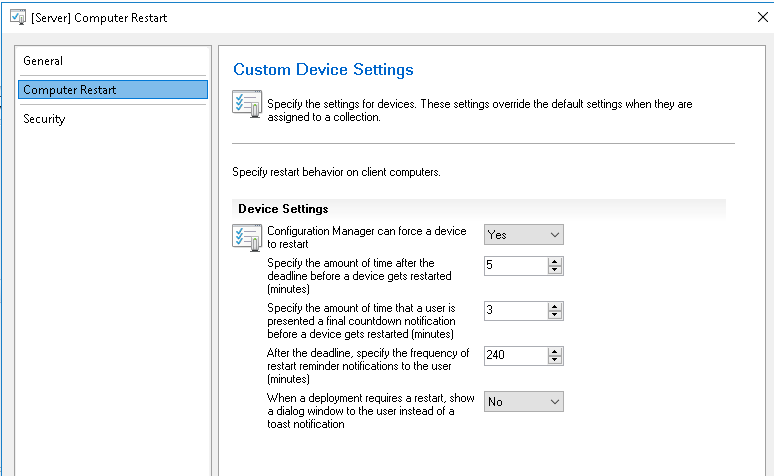 [Server] Computer Restart
General
Computer Restart
Security
Custom Device Settings
Specify the settings for devices. These settings override the default settings when they are
assigned to a collection.
Specify restart behavior on client computers.
Device Settings
Configuration Manager can force a device
to restart
Yes
Specify the amount of time after the
deadline before a device gets restarted
(minutes)
5
Specify the amount of time that a user is
presented a final countdown notification
before a device gets restarted (minutes)
3
After the deadline, specify the frequency of
restart reminder notifications to the user
(minutes)
240
When a deployment requires a restart, show
a dialog window to the user instead of a
toast notification
No